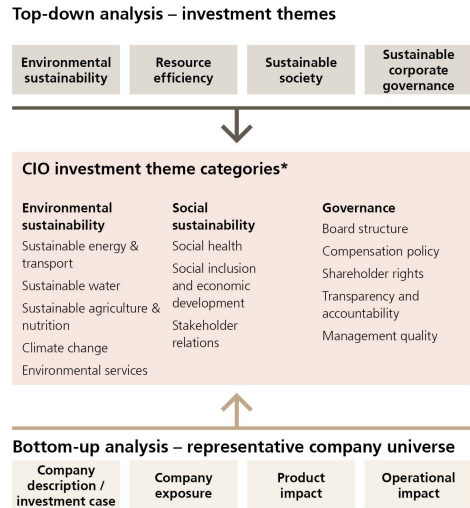 Top-down analysis – investment themes
Environmental
sustainability
Resource
efficiency
Sustainable
society
Sustainable
corporate
governance
CIO investment theme categories*
Environmental
sustainability
Sustainable energy &
transport
Sustainable water
Sustainable agriculture &
nutrition
Climate change
Environmental services
Social
sustainability
Social health
Social inclusion
and economic
development
Stakeholder
relations
Governance
Board structure
Compensation policy
Shareholder rights
Transparency and
accountability
Management quality
Bottom-up analysis – representative company universe
Company
description /
investment case
Company
exposure
Product
impact
Operational
impact